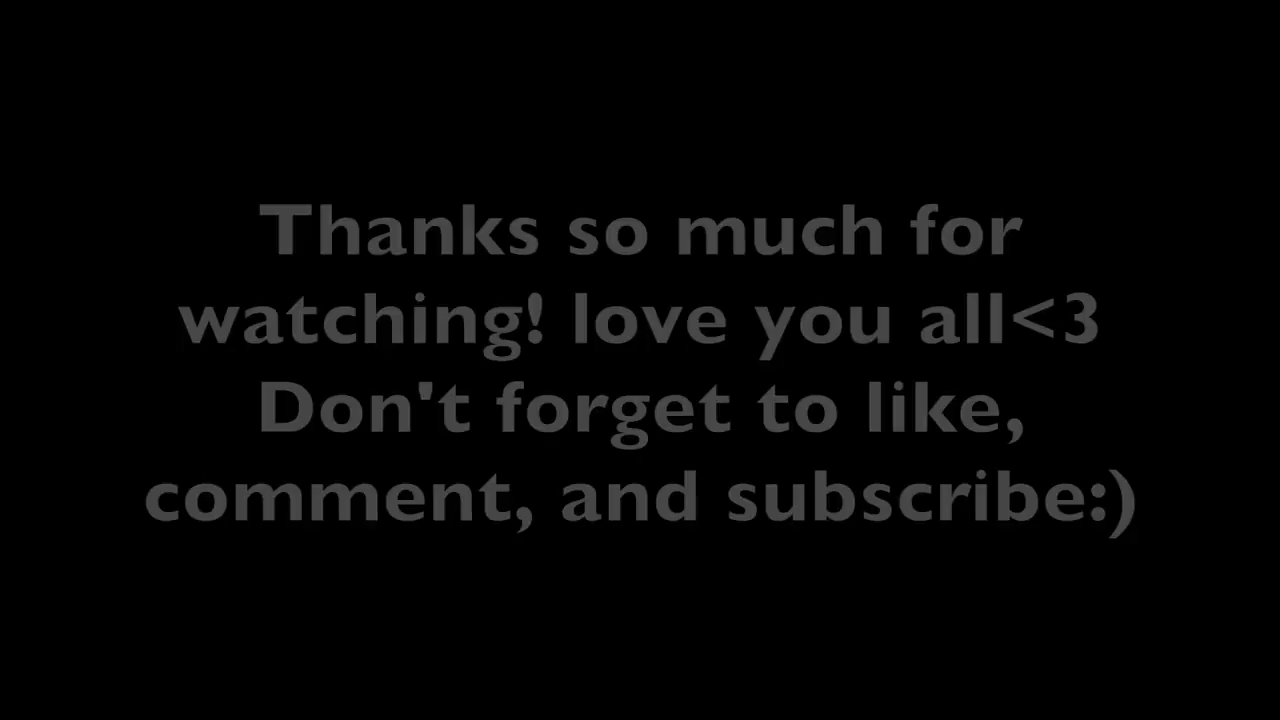 Thanks so much for
watching! love you all<3
Don't forget to like,
comment, and subscribe:)